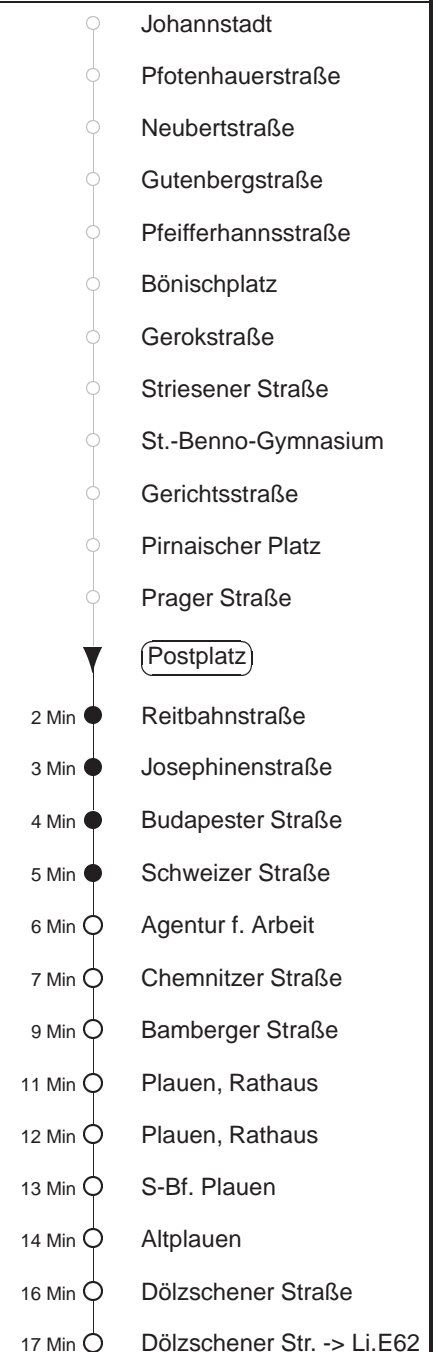 Johannstadt
Pfotenhauerstraße
Neubertstraße
Gutenbergstraße
Pfeifferhannsstraße
Bönischplatz
Gerokstraße
Striesener Straße
St.-Benno-Gymnasium
Gerichtsstraße
Pirnaischer Platz
Prager Straße
Postplatz
2 Min Reitbahnstraße
3 Min Josephinenstraße
4 Min Budapester Straße
5 Min Schweizer Straße
6 Min Agentur f. Arbeit
7 Min Chemnitzer Straße
9 Min Bamberger Straße
11 Min Plauen, Rathaus
12 Min Plauen, Rathaus
13 Min S-Bf. Plauen
14 Min Altplauen
16 Min Dölzschener Straße
17 Min Dölzschener Str. -> Li.E62